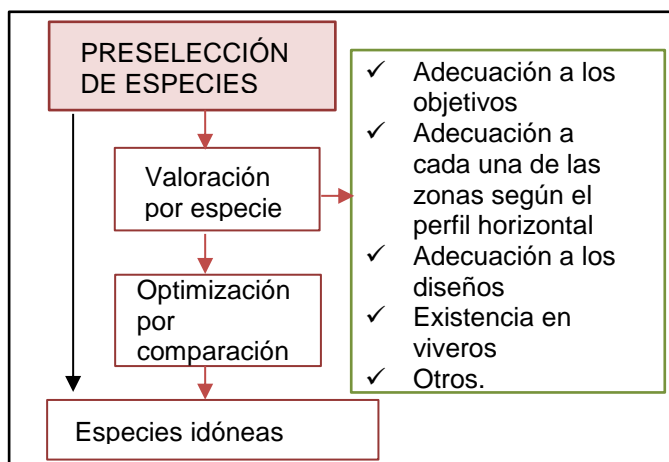 PRESELECCIÓN
DE ESPECIES
Valoración
por especie
Optimización
por
comparación
Especies idóneas
✓ Adecuación a los
objetivos
✓ Adecuación a
cada una de las
zonas según el
perfil horizontal
✓ Adecuación a los
diseños
✓ Existencia en
viveros
✓ Otros.